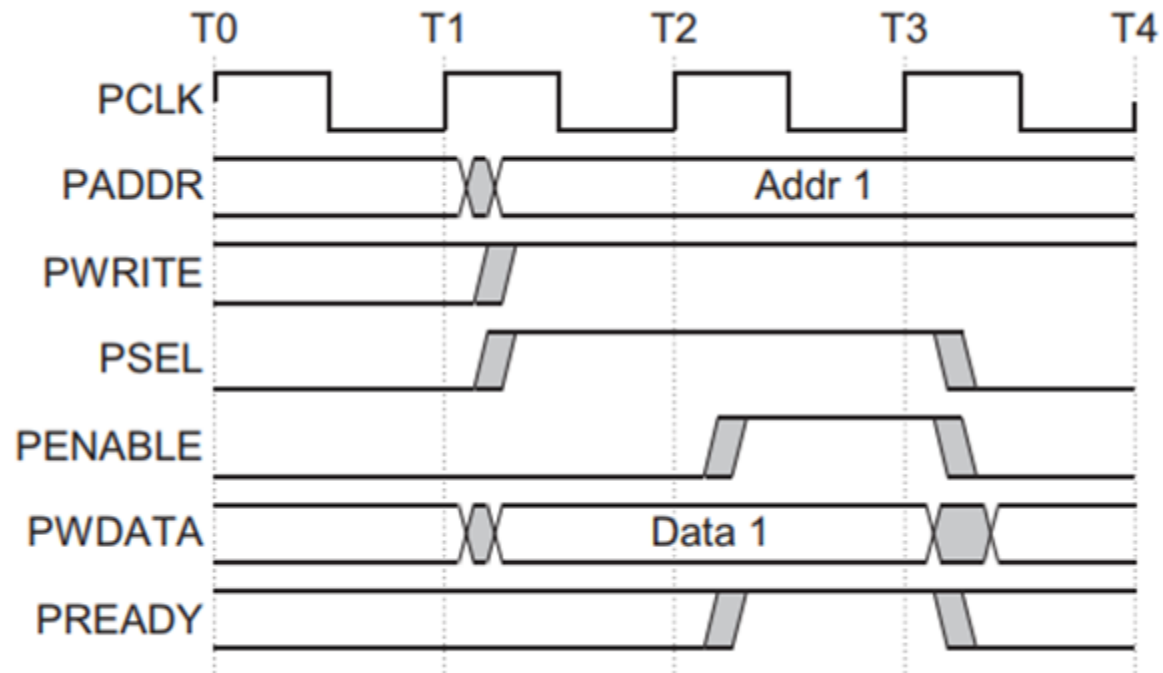 T0 T1 T2 T3 T4
PCLK
PADDR Addr 1
PWRITE
PSEL
PENABLE
PWDATA Data 1
PREADY